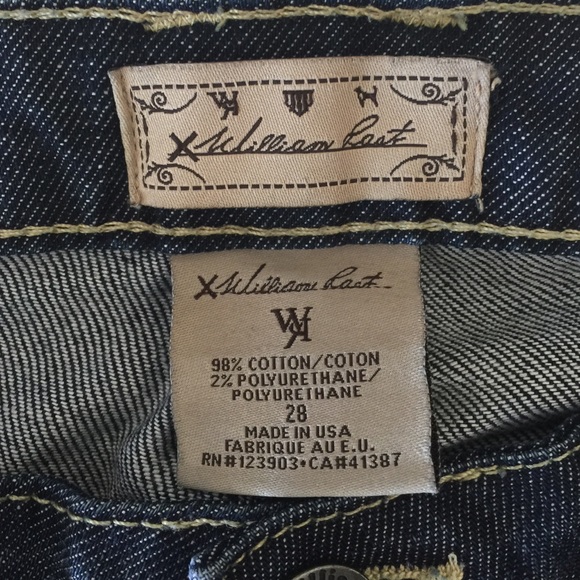 X William Rast
X William Rast
WR
98% COTTON/COTON
2% POLYURETHANE/
POLYURETHANE
28
MADE IN USA
FABRIQUE AU E.U.
RN#123903•CA#41387